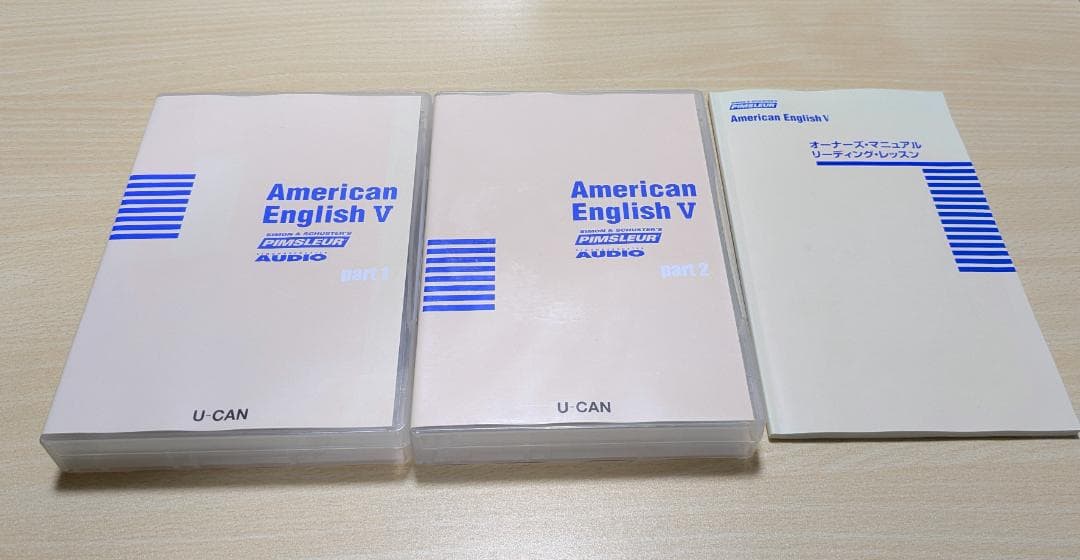 American
English V
SIMON & SCHUSTER'S
PIMSLEUR
AUDIO
part 1
U-CAN
American
English V
SIMON & SCHUSTER'S
PIMSLEUR
AUDIO
part 2
U-CAN
SIMON & SCHUSTER'S
PIMSLEUR
American English V
オーナーズ・マニュアル
リーディング・レッスン